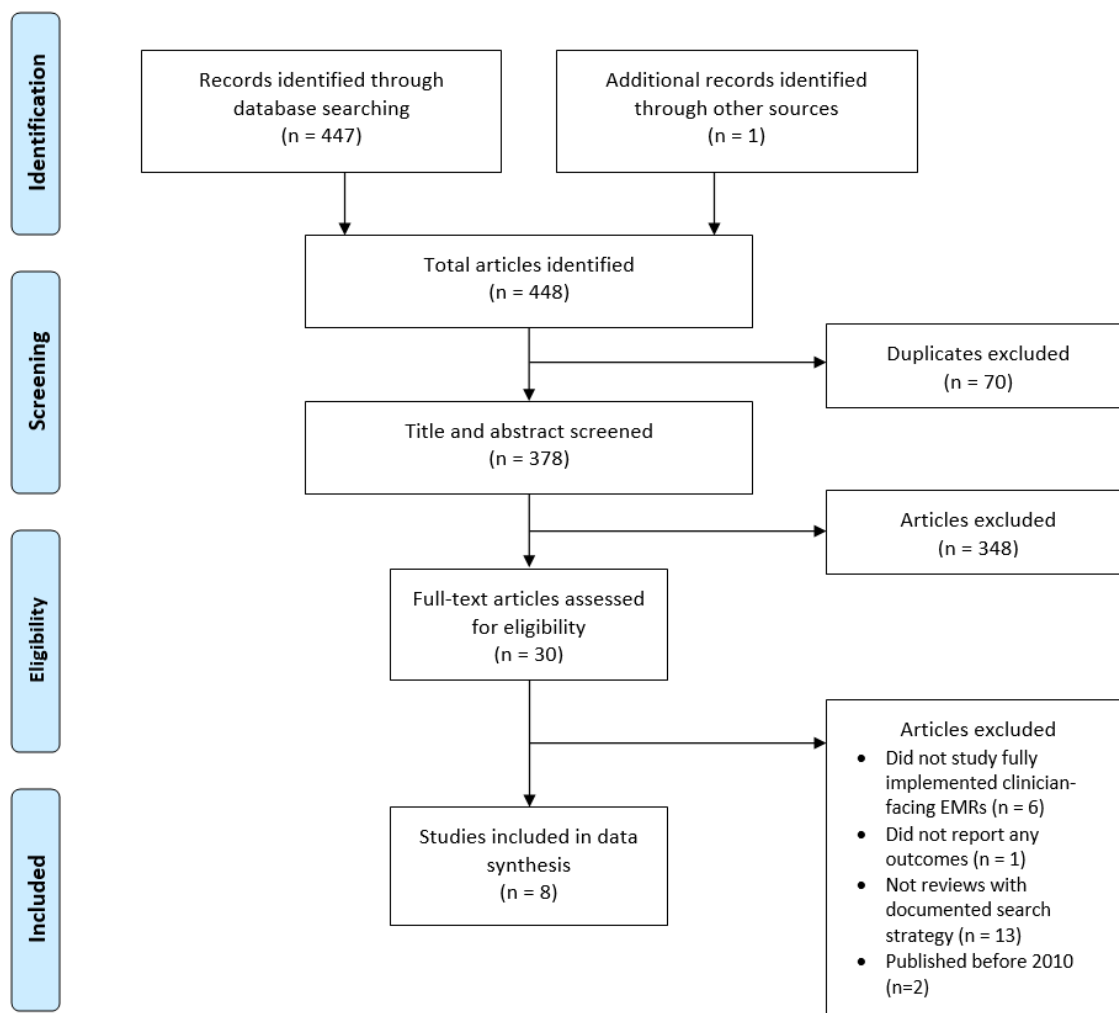 Identification
Records identified through
database searching
(n = 447)
Additional records identified
through other sources
(n = 1)
Total articles identified
(n = 448)
Screening
Duplicates excluded
(n = 70)
Title and abstract screened
(n = 378)
Articles excluded
(n = 348)
Eligibility
Full-text articles assessed
for eligibility
(n = 30)
Articles excluded
• Did not study fully
implemented clinician-
facing EMRs (n = 6)
• Did not report any
outcomes (n = 1)
• Not reviews with
documented search
strategy (n = 13)
• Published before 2010
(n=2)
Included
Studies included in data
synthesis
(n = 8)